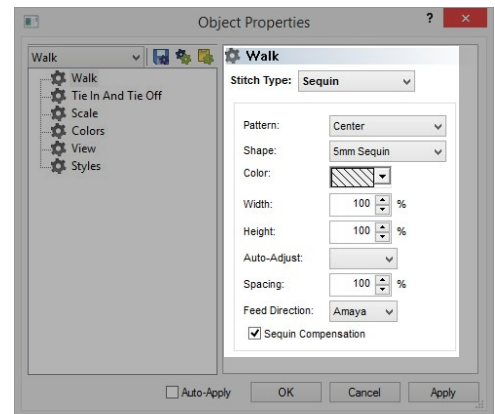 Object Properties
? ×
Walk
Walk
Walk
Tie In And Tie Off
Scale
Colors
View
Styles
Stitch Type: Sequin
Pattern: Center
Shape: 5mm Sequin
Color:
Width: 100 %
Height: 100 %
Auto-Adjust:
Spacing: 100 %
Feed Direction: Amaya
Sequin Compensation
Auto-Apply OK Cancel Apply